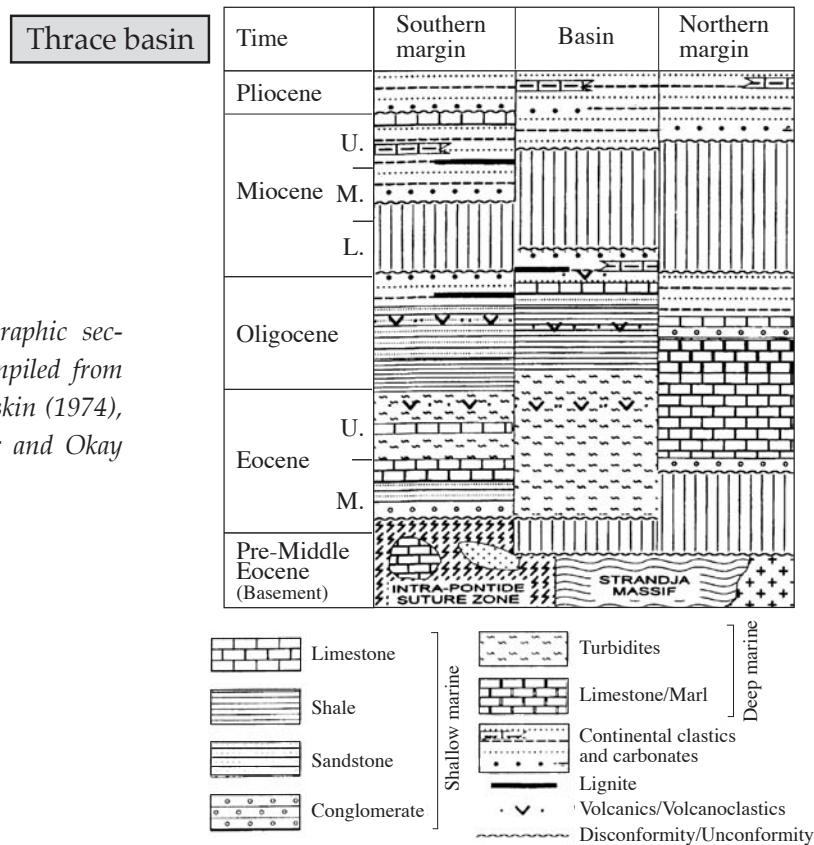 Thrace basin
Time
Southern
margin
Basin
Northern
margin
Pliocene
Miocene
U.
M.
L.
Oligocene
Eocene
U.
M.
Pre-Middle
Eocene
(Basement)
INTRA-PONTIDE
SUTURE ZONE
STRANDJA
MASSIF
raphic sec-
mpiled from
skin (1974),
and Okay
Limestone
Shale
Sandstone
Conglomerate
Shallow marine
Turbidites
Limestone/Marl
Deep marine
Continental clastics
and carbonates
Lignite
Volcanics/Volcanoclastics
Disconformity/Unconformity